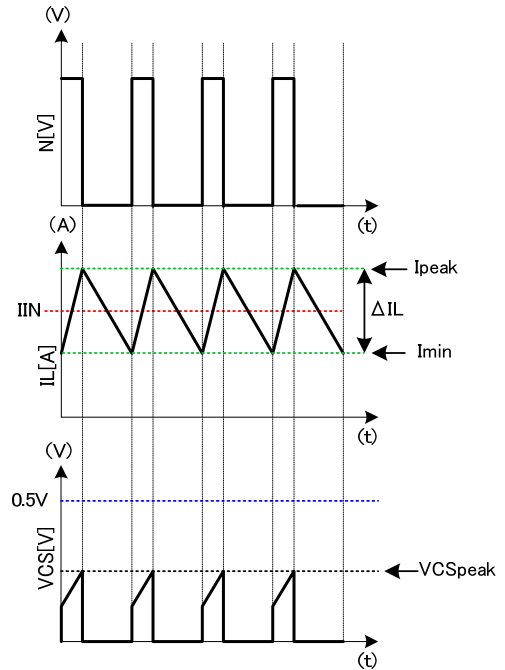 (V)
N[V]
(t)
(A)
Ipeak
IIN
ΔIL
Imin
IL[A]
(t)
(V)
0.5V
VCS[V]
VCSpeak
(t)